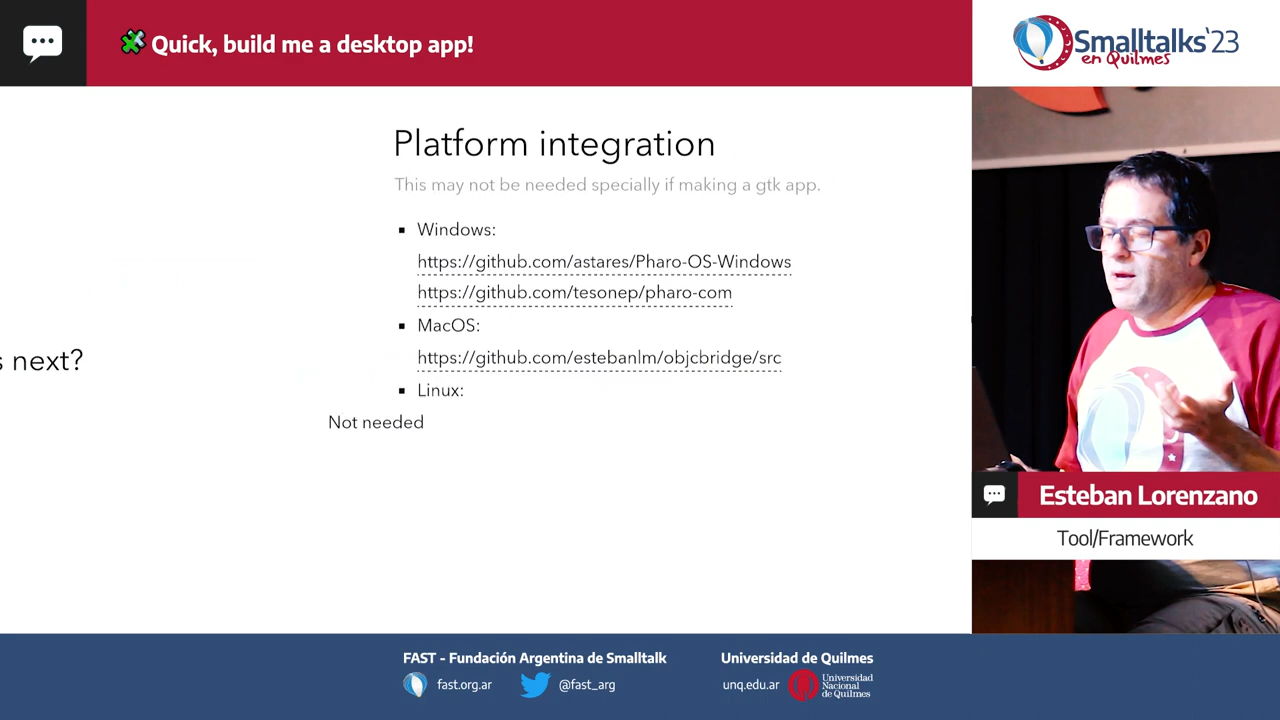 🧩 Quick, build me a desktop app!
Smalltalks'23
en Quilmes
Platform integration
This may not be needed specially if making a gtk app.
▪ Windows:
https://github.com/astares/Pharo-OS-Windows
https://github.com/tesonep/pharo-com
▪ MacOS:
https://github.com/estebanlm/objcbridge/src
▪ Linux:
Not needed
s next?
Esteban Lorenzano
Tool/Framework
FAST - Fundación Argentina de Smalltalk
fast.org.ar
@fast_arg
Universidad de Quilmes
unq.edu.ar
Universidad
Nacional
de Quilmes